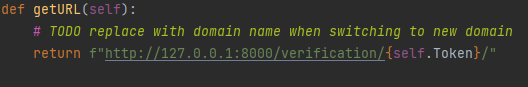 def getURL(self):
    # TODO replace with domain name when switching to new domain
    return f"http://127.0.0.1:8000/verification/{self.Token}/"